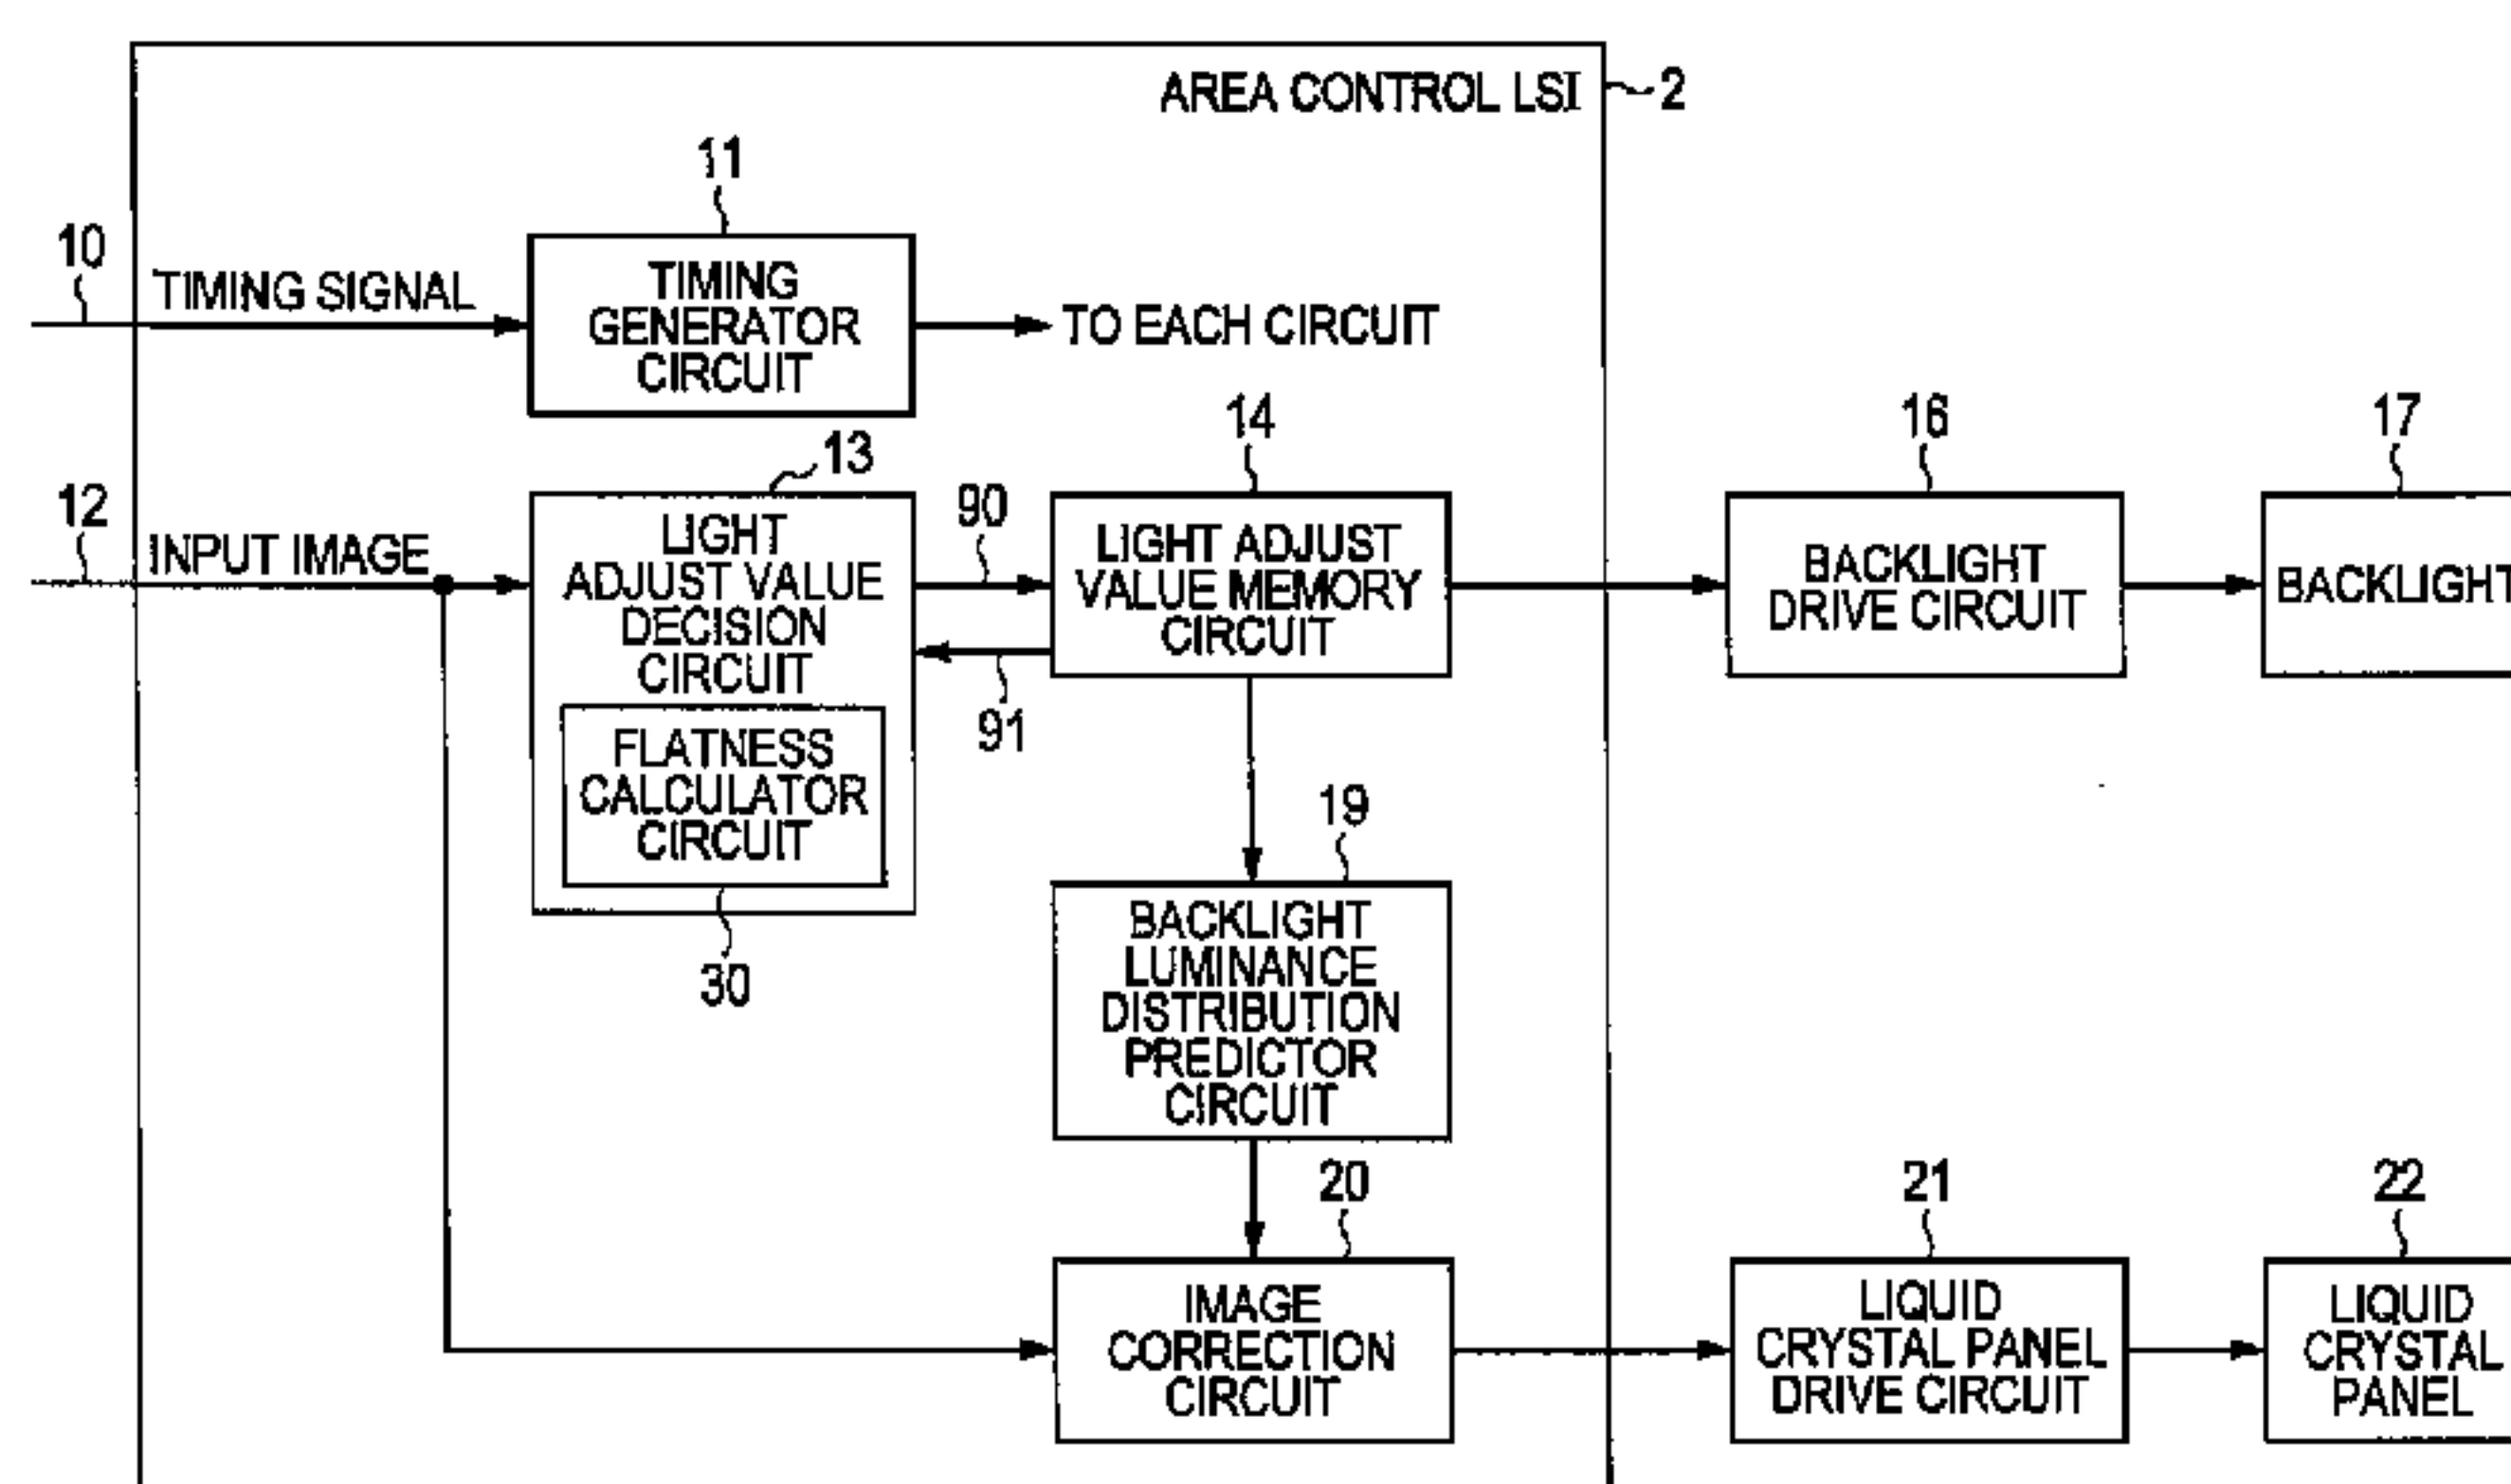 AREA CONTROL LSI
2
11
10
TIMING SIGNAL
TIMING
GENERATOR
CIRCUIT
TO EACH CIRCUIT
12
INPUT IMAGE
13
LIGHT
ADJUST VALUE
DECISION
CIRCUIT
FLATNESS
CALCULATOR
CIRCUIT
30
90
91
14
LIGHT ADJUST
VALUE MEMORY
CIRCUIT
16
BACKLIGHT
DRIVE CIRCUIT
17
BACKLIGHT
19
BACKLIGHT
LUMINANCE
DISTRIBUTION
PREDICTOR
CIRCUIT
20
IMAGE
CORRECTION
CIRCUIT
21
LIQUID
CRYSTAL PANEL
DRIVE CIRCUIT
22
LIQUID
CRYSTAL
PANEL